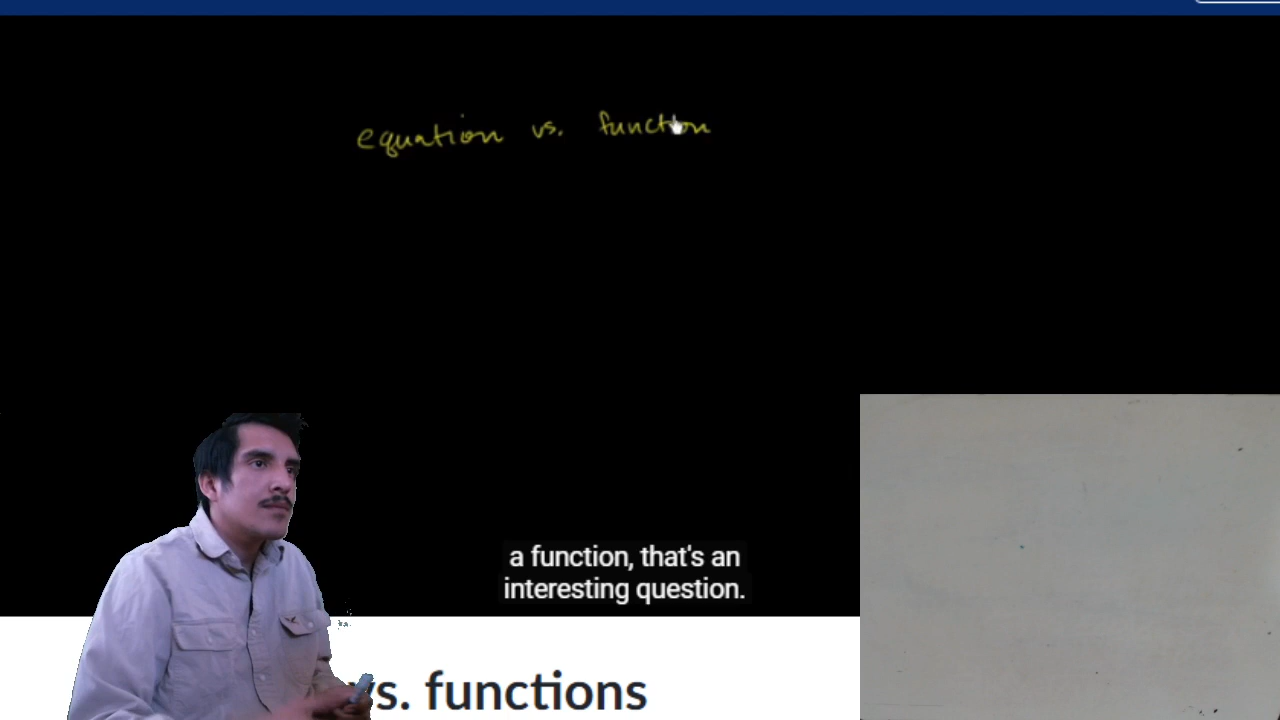 equation vs. function
a function, that's an
interesting question.
vs. functions